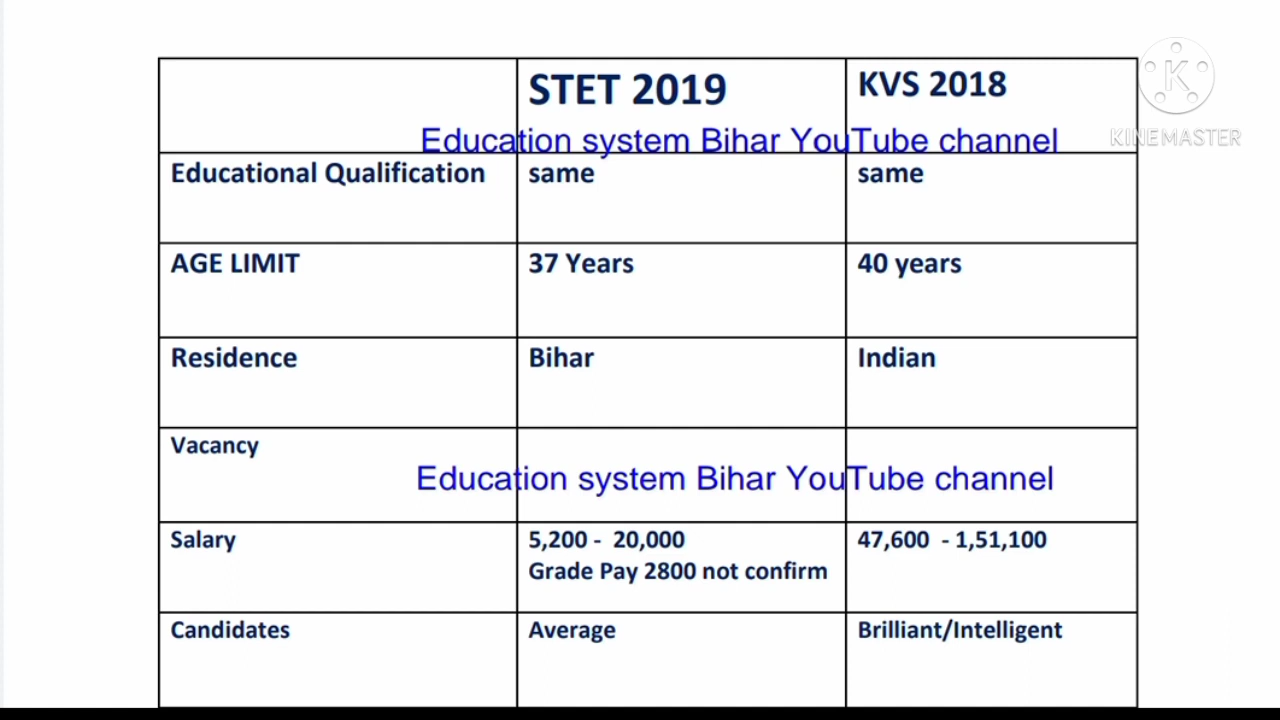 STET 2019
KVS 2018
Education system Bihar YouTube channel
KINEMASTER
Educational Qualification same same
AGE LIMIT 37 Years 40 years
Residence Bihar Indian
Vacancy
Education system Bihar YouTube channel
Salary 5,200 - 20,000 47,600 - 1,51,100
Grade Pay 2800 not confirm
Candidates Average Brilliant/Intelligent